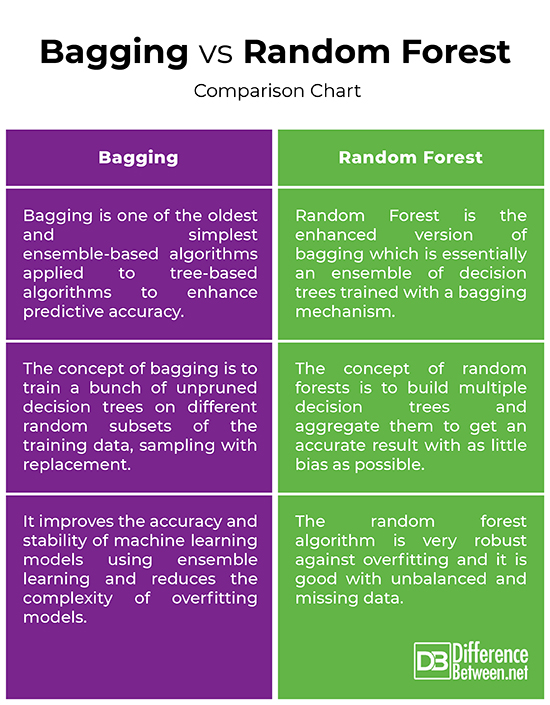 Bagging vs Random Forest
Comparison Chart
Bagging
Random Forest
Bagging is one of the oldest
and simplest
ensemble-based algorithms
applied to tree-based
algorithms to enhance
predictive accuracy.
Random Forest is the
enhanced version of
bagging which is essentially
an ensemble of decision
trees trained with a bagging
mechanism.
The concept of bagging is to
train a bunch of unpruned
decision trees on different
random subsets of the
training data, sampling with
replacement.
The concept of random
forests is to build multiple
decision trees and
aggregate them to get an
accurate result with as little
bias as possible.
It improves the accuracy and
stability of machine learning
models using ensemble
learning and reduces the
complexity of overfitting
models.
The random forest
algorithm is very robust
against overfitting and it is
good with unbalanced and
missing data.
DB Difference
Between.net